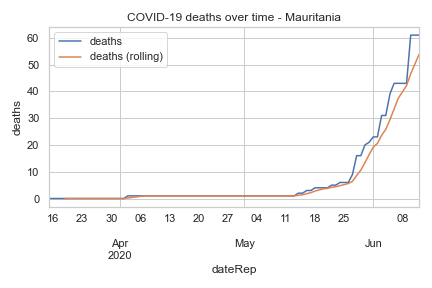 COVID-19 deaths over time - Mauritania
deaths
deaths (rolling)
60
50
40
30
20
10
0
deaths
16 23 30 06 13 20 27 04 11 18 25 08
Apr May Jun
2020
dateRep